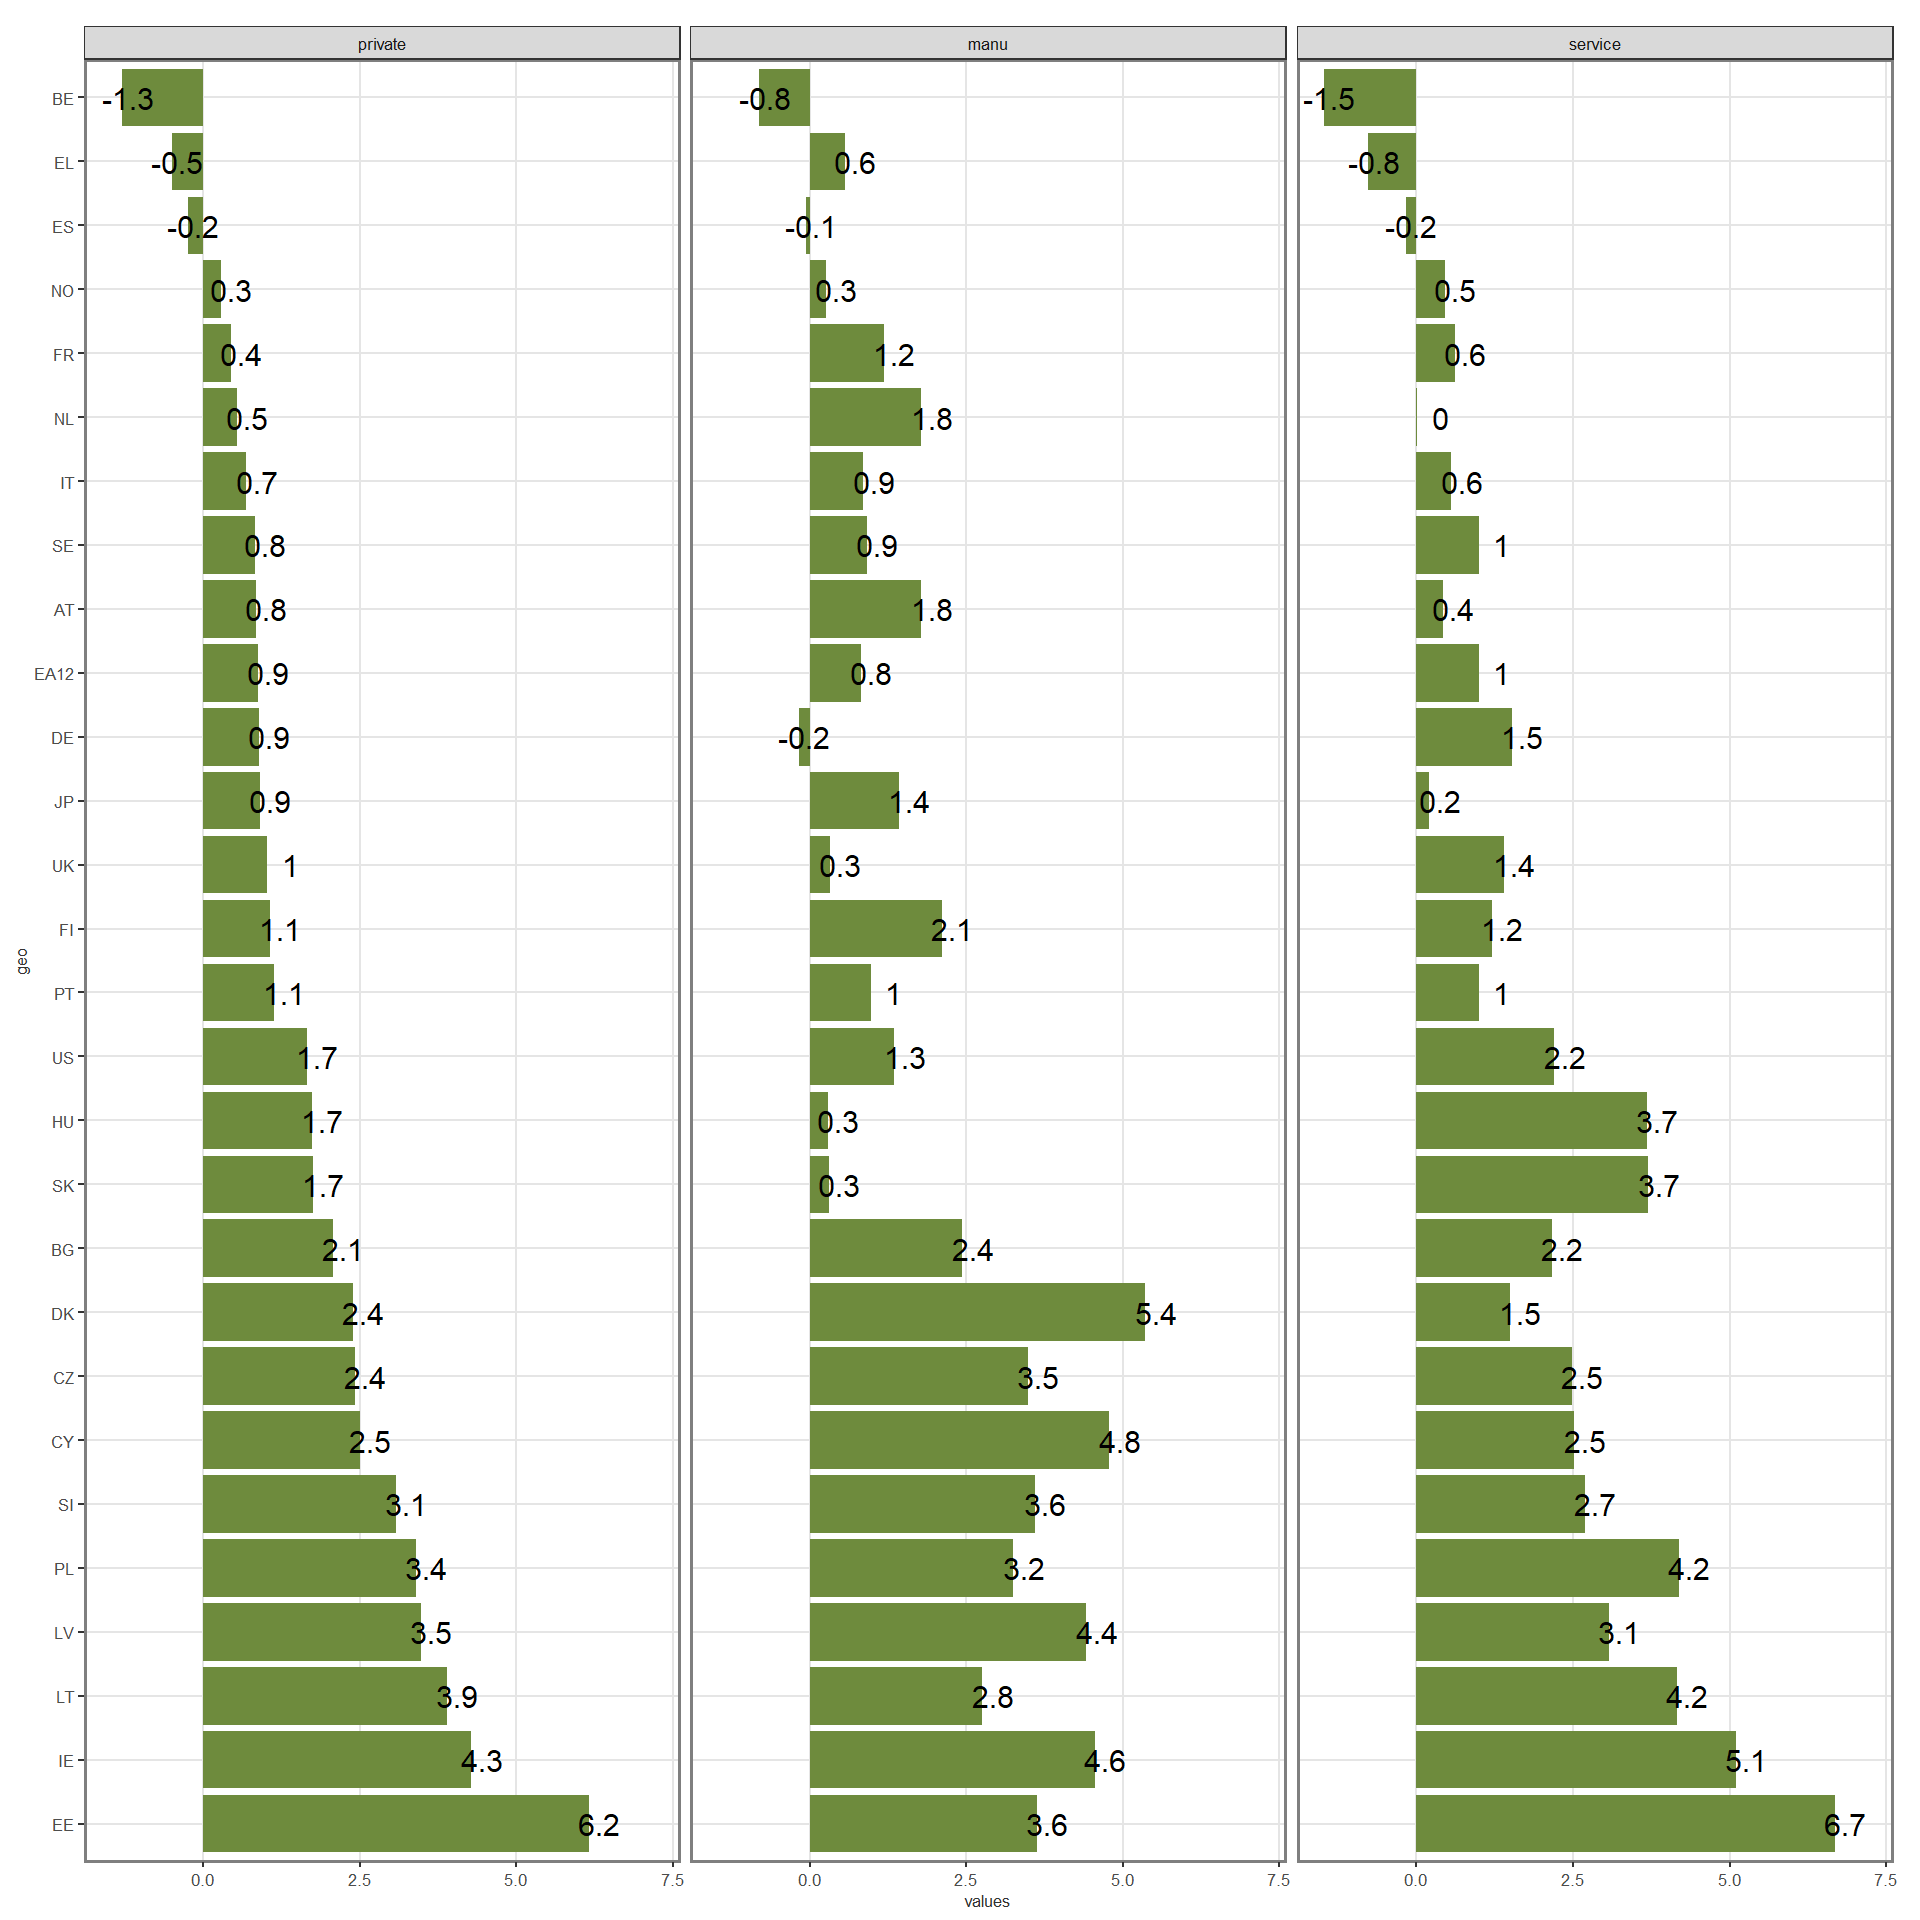 private manu service
BE -1.3 -0.8 -1.5
EL -0.5 0.6 -0.8
ES -0.2 -0.1 -0.2
NO 0.3 0.3 0.5
FR 0.4 1.2 0.6
NL 0.5 1.8 0
IT 0.7 0.9 0.6
SE 0.8 0.9 1
AT 0.8 1.8 0.4
EA12 0.9 0.8 1
DE 0.9 -0.2 1.5
JP 0.9 1.4 0.2
UK 1 0.3 1.4
FI 1.1 2.1 1.2
geo
PT 1.1 1 1
US 1.7 1.3 2.2
HU 1.7 0.3 3.7
SK 1.7 0.3 3.7
BG 2.1 2.4 2.2
DK 2.4 5.4 1.5
CZ 2.4 3.5 2.5
CY 2.5 4.8 2.5
SI 3.1 3.6 2.7
PL 3.4 3.2 4.2
LV 3.5 4.4 3.1
LT 3.9 2.8 4.2
IE 4.3 4.6 5.1
EE 6.2 3.6 6.7
0.0 2.5 5.0 7.5 0.0 2.5 5.0 7.5 0.0 2.5 5.0 7.5
values